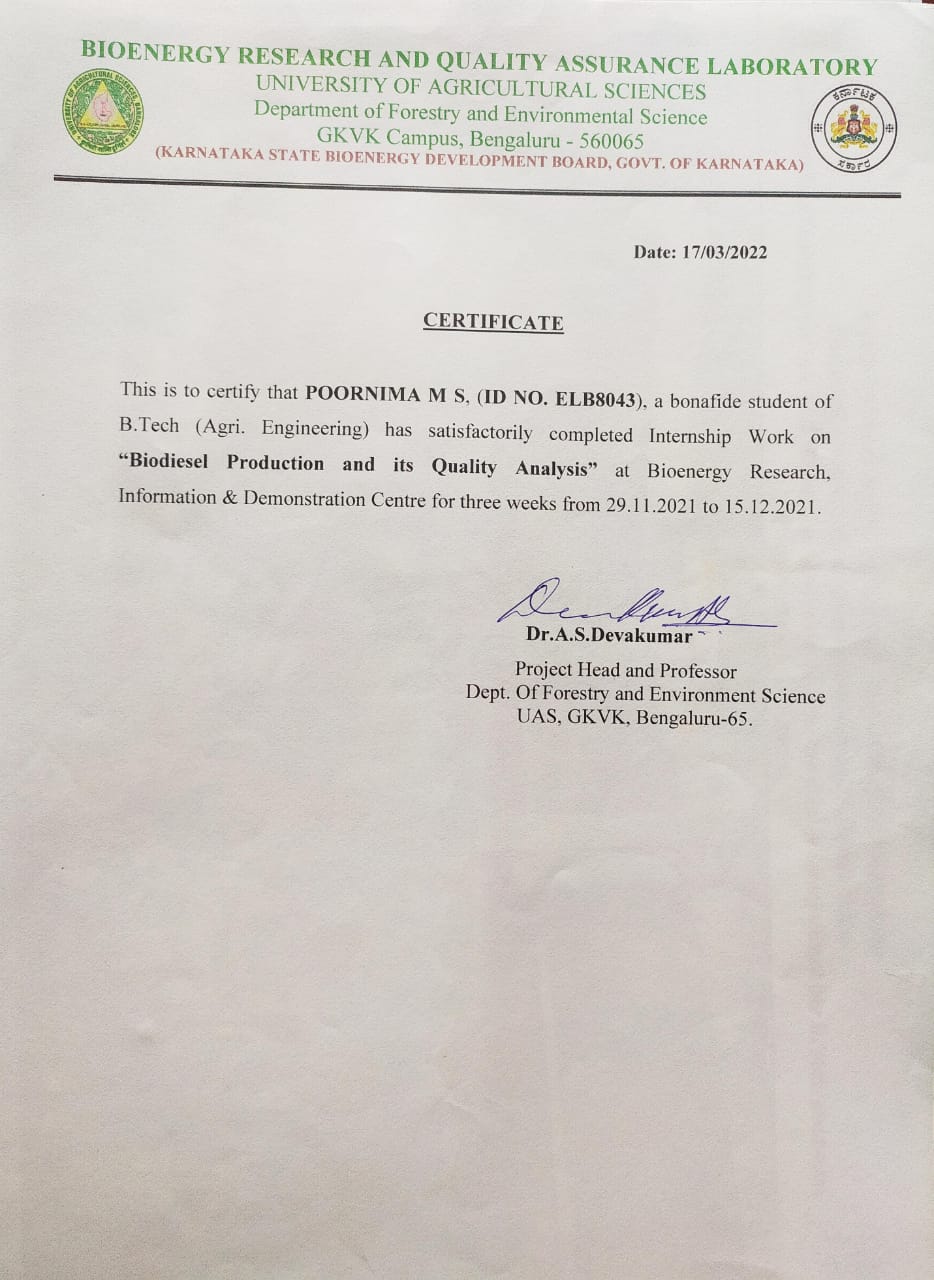 BIOENERGY RESEARCH AND QUALITY ASSURANCE LABORATORY
UNIVERSITY OF AGRICULTURAL SCIENCES
Department of Forestry and Environmental Science
GKVK Campus, Bengaluru - 560065
(KARNATAKA STATE BIOENERGY DEVELOPMENT BOARD, GOVT. OF KARNATAKA)
ಕರ್ನಾಟಕ
ಸರ್ಕಾರ
Date: 17/03/2022
CERTIFICATE
This is to certify that POORNIMA M S, (ID NO. ELB8043), a bonafide student of
B.Tech (Agri. Engineering) has satisfactorily completed Internship Work on
“Biodiesel Production and its Quality Analysis” at Bioenergy Research,
Information & Demonstration Centre for three weeks from 29.11.2021 to 15.12.2021.
Dr.A.S.Devakumar
Project Head and Professor
Dept. Of Forestry and Environment Science
UAS, GKVK, Bengaluru-65.